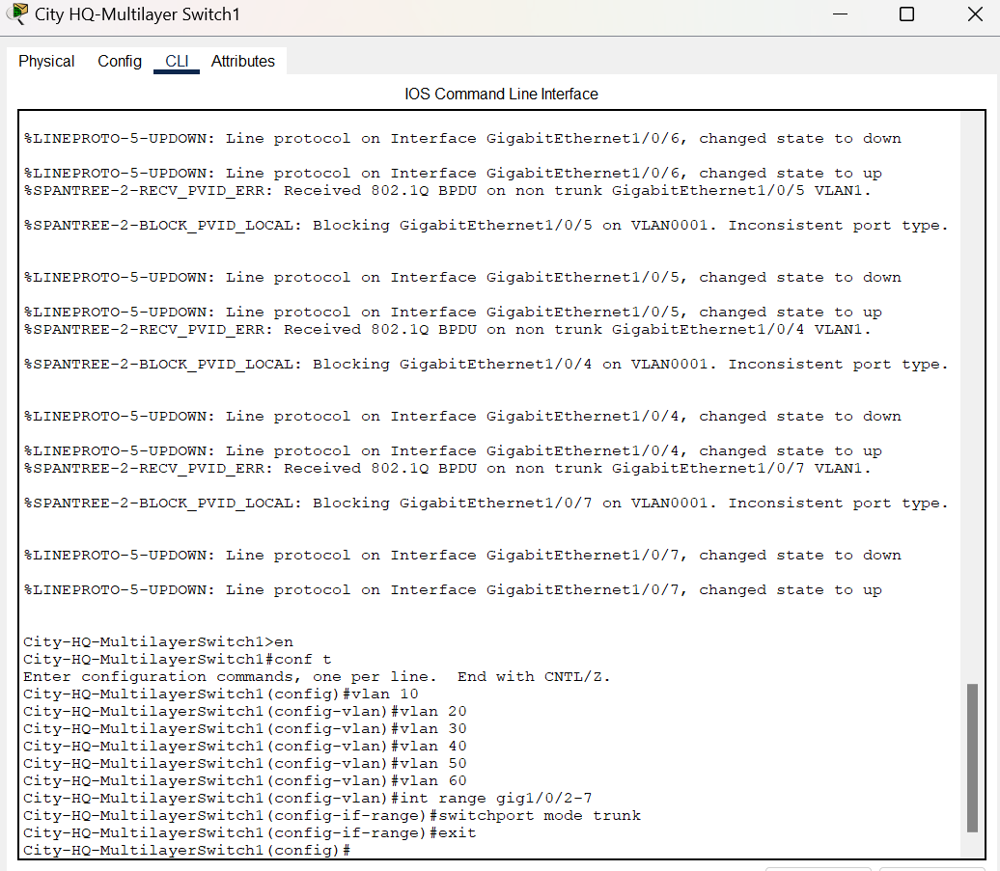 City HQ-Multilayer Switch1
Physical Config CLI Attributes
IOS Command Line Interface
%LINEPROTO-5-UPDOWN: Line protocol on Interface GigabitEthernet1/0/6, changed state to down
%LINEPROTO-5-UPDOWN: Line protocol on Interface GigabitEthernet1/0/6, changed state to up
%SPANTREE-2-RECV_PVID_ERR: Received 802.1Q BPDU on non trunk GigabitEthernet1/0/5 VLAN1.
%SPANTREE-2-BLOCK_PVID_LOCAL: Blocking GigabitEthernet1/0/5 on VLAN0001. Inconsistent port type.
%LINEPROTO-5-UPDOWN: Line protocol on Interface GigabitEthernet1/0/5, changed state to down
%LINEPROTO-5-UPDOWN: Line protocol on Interface GigabitEthernet1/0/5, changed state to up
%SPANTREE-2-RECV_PVID_ERR: Received 802.1Q BPDU on non trunk GigabitEthernet1/0/4 VLAN1.
%SPANTREE-2-BLOCK_PVID_LOCAL: Blocking GigabitEthernet1/0/4 on VLAN0001. Inconsistent port type.
%LINEPROTO-5-UPDOWN: Line protocol on Interface GigabitEthernet1/0/4, changed state to down
%LINEPROTO-5-UPDOWN: Line protocol on Interface GigabitEthernet1/0/4, changed state to up
%SPANTREE-2-RECV_PVID_ERR: Received 802.1Q BPDU on non trunk GigabitEthernet1/0/7 VLAN1.
%SPANTREE-2-BLOCK_PVID_LOCAL: Blocking GigabitEthernet1/0/7 on VLAN0001. Inconsistent port type.
%LINEPROTO-5-UPDOWN: Line protocol on Interface GigabitEthernet1/0/7, changed state to down
%LINEPROTO-5-UPDOWN: Line protocol on Interface GigabitEthernet1/0/7, changed state to up
City-HQ-MultilayerSwitch1>en
City-HQ-MultilayerSwitch1#conf t
Enter configuration commands, one per line. End with CNTL/Z.
City-HQ-MultilayerSwitch1(config)#vlan 10
City-HQ-MultilayerSwitch1(config-vlan)#vlan 20
City-HQ-MultilayerSwitch1(config-vlan)#vlan 30
City-HQ-MultilayerSwitch1(config-vlan)#vlan 40
City-HQ-MultilayerSwitch1(config-vlan)#vlan 50
City-HQ-MultilayerSwitch1(config-vlan)#vlan 60
City-HQ-MultilayerSwitch1(config-vlan)#int range gig1/0/2-7
City-HQ-MultilayerSwitch1(config-if-range)#switchport mode trunk
City-HQ-MultilayerSwitch1(config-if-range)#exit
City-HQ-MultilayerSwitch1(config)#